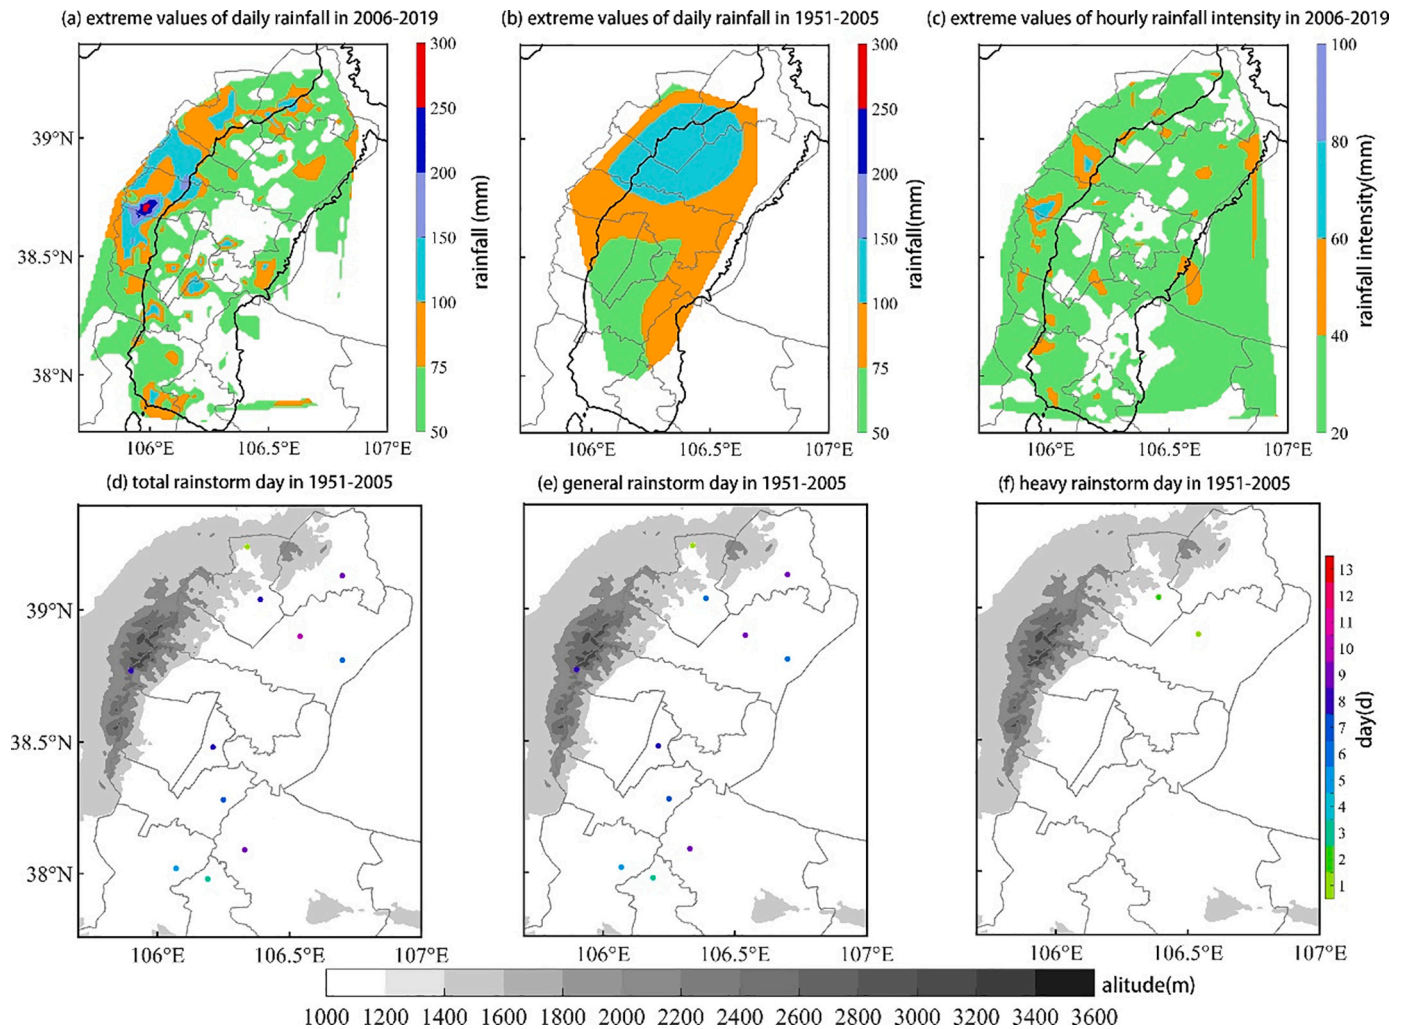 (a) extreme values of daily rainfall in 2006-2019
(b) extreme values of daily rainfall in 1951-2005
(c) extreme values of hourly rainfall intensity in 2006-2019
39°N
38.5°N
38°N
106°E
106.5°E
107°E
300
250
200
150
100
75
50
rainfall (mm)
106°E
106.5°E
107°E
300
250
200
150
100
75
50
rainfall(mm)
106°E
106.5°E
107°E
100
80
60
40
20
rainfall intensity(mm)
(d) total rainstorm day in 1951-2005
(e) general rainstorm day in 1951-2005
(f) heavy rainstorm day in 1951-2005
39°N
38.5°N
38°N
106°E
106.5°E
107°E
106°E
106.5°E
107°E
106°E
106.5°E
107°E
13
12
11
10
9
8
7
6
5
4
3
2
1
day(d)
altitude(m)
1000 1200 1400 1600 1800 2000 2200 2400 2600 2800 3000 3200 3400 3600